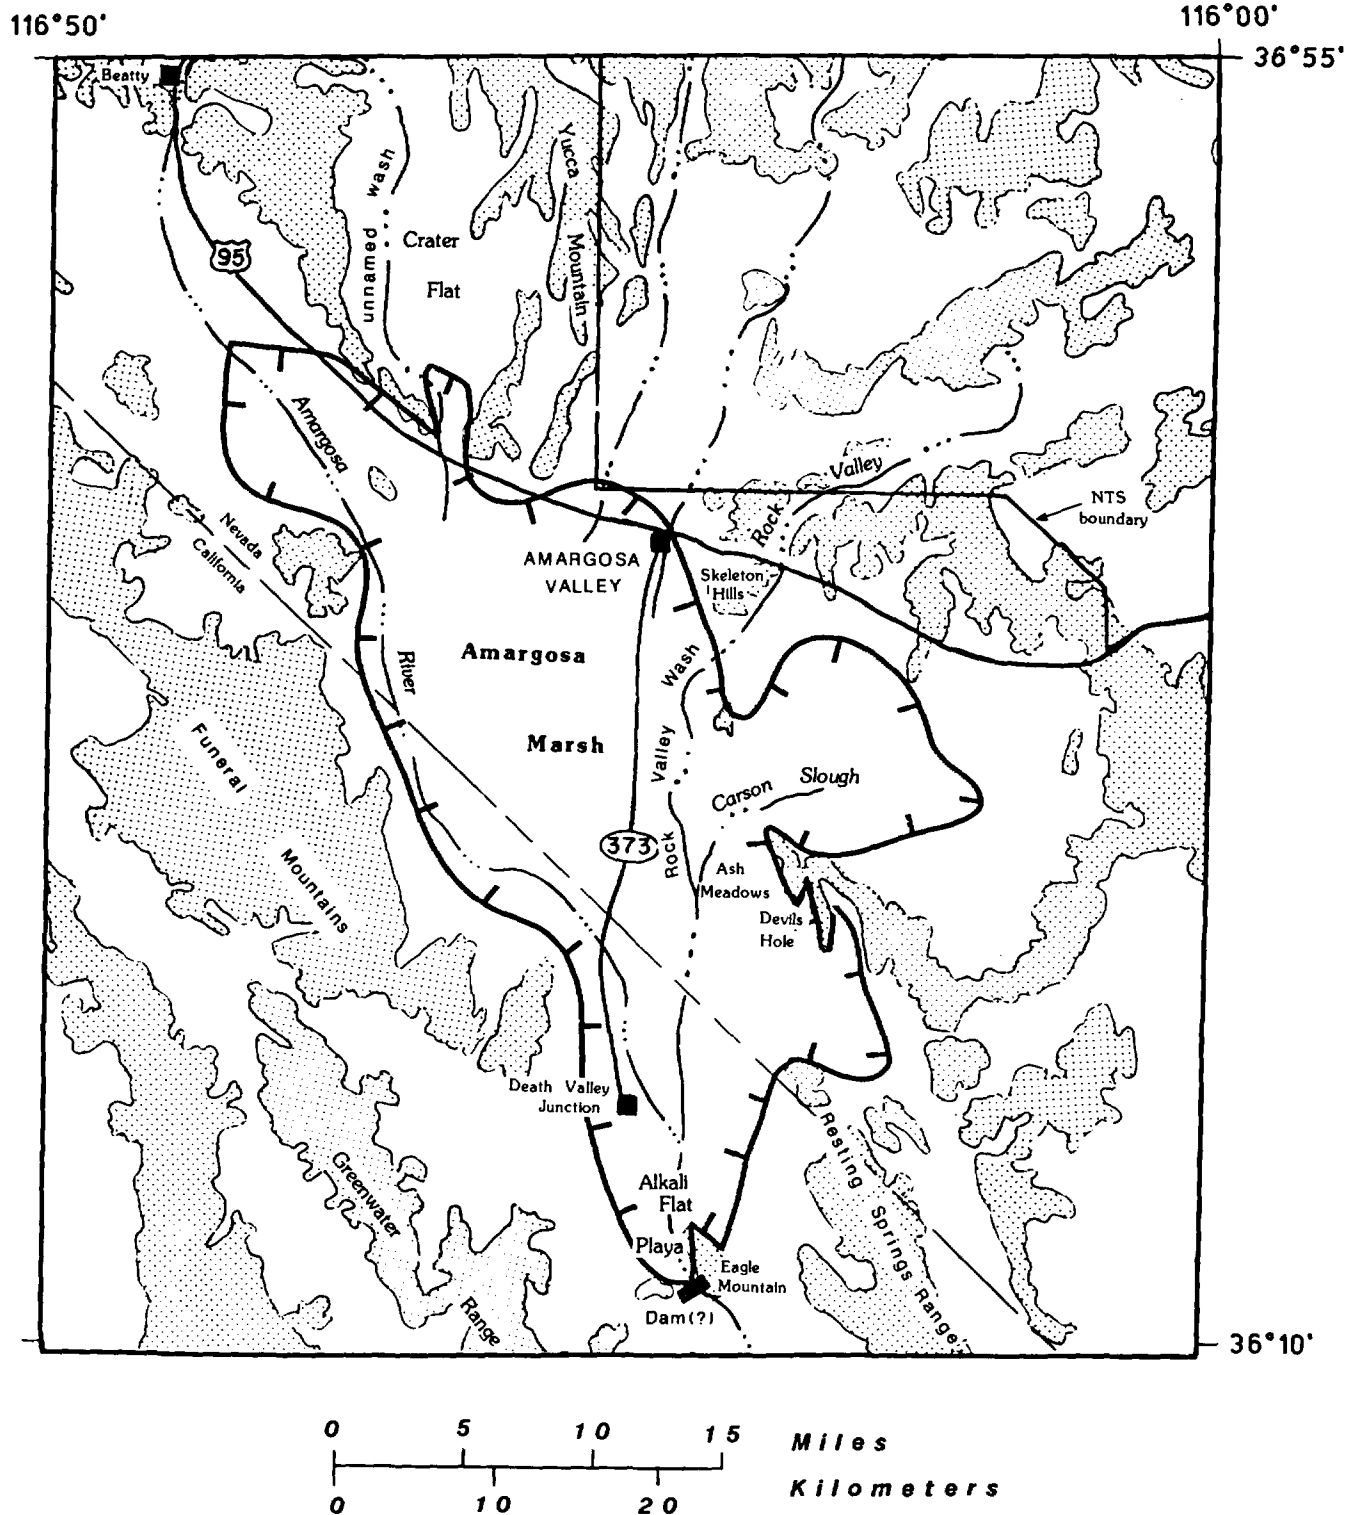 116°50'
116°00'
36°55'
Beatty
Yucca
Mountain
unnamed wash
Crater
Flat
95
Amargosa
River
Valley
Rock
NTS
boundary
Nevada
California
AMARGOSA
VALLEY
Skeleton
Hills
Amargosa
Marsh
Rock Valley Wash
Funeral
Mountains
Carson Slough
373
Ash
Meadows
Devils
Hole
Death Valley
Junction
Greenwater
Range
Alkali
Flat
Playa
Eagle
Mountain
Dam(?)
Resting
Springs
Range
36°10'
0 5 10 15 Miles
0 10 20 Kilometers